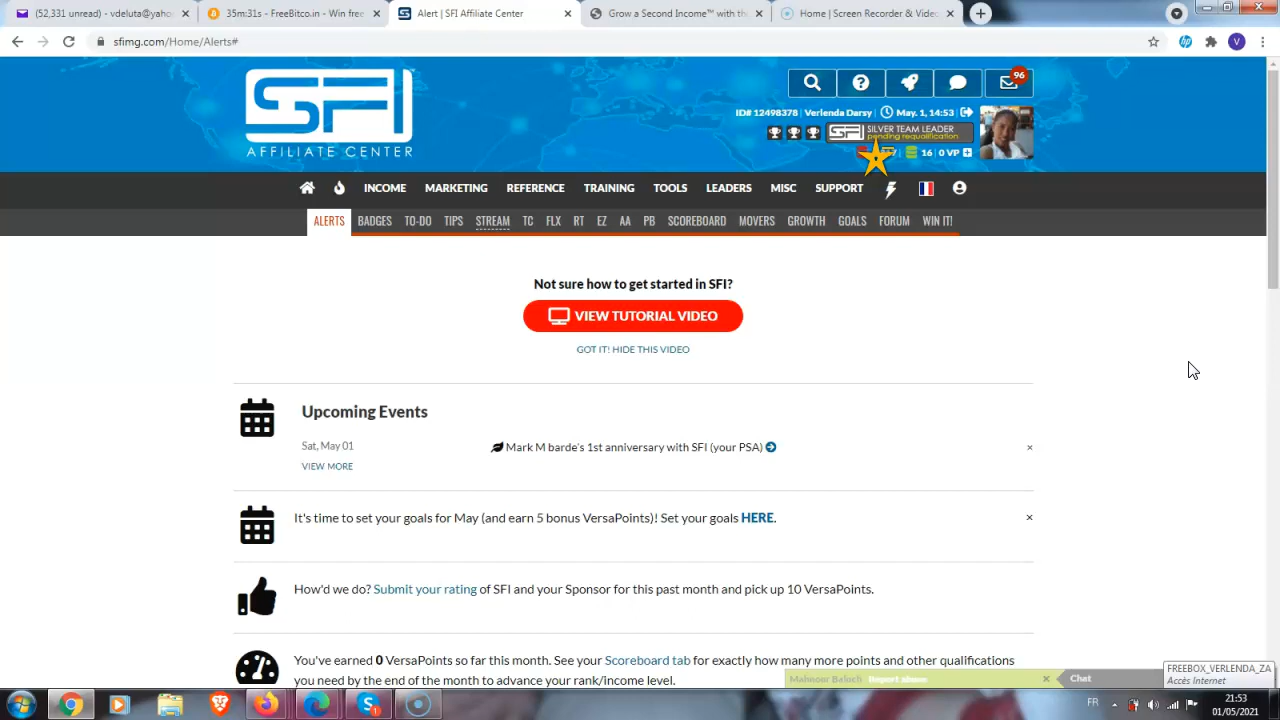 (52,331 unread) - vdeluta@yaho
35m:31s - FreeBitco.in - Win free
Alert | SFI Affiliate Center
Grow a Second Income™ with the
Home | Screen Recorder & Video
sfimg.com/Home/Alerts#
V
SFI
AFFILIATE CENTER
96
ID# 12498378 | Verlenda Darsy | May. 1, 14:53
SFI SILVER TEAM LEADER
pending requalification
16 | 0 VP
INCOME MARKETING REFERENCE TRAINING TOOLS LEADERS MISC SUPPORT
ALERTS BADGES TO-DO TIPS STREAM TC FLX RT EZ AA PB SCOREBOARD MOVERS GROWTH GOALS FORUM WIN IT!
Not sure how to get started in SFI?
VIEW TUTORIAL VIDEO
GOT IT! HIDE THIS VIDEO
Upcoming Events
Sat, May 01
Mark M barde's 1st anniversary with SFI (your PSA)
VIEW MORE
It's time to set your goals for May (and earn 5 bonus VersaPoints)! Set your goals HERE.
How'd we do? Submit your rating of SFI and your Sponsor for this past month and pick up 10 VersaPoints.
You've earned 0 VersaPoints so far this month. See your Scoreboard tab for exactly how many more points and other qualifications
you need by the end of the month to advance your rank/income level.
Mahnoor Baloch Report abuse
Chat
FREEBOX_VERLENDA_ZA
Accès Internet
FR
21:53
01/05/2021